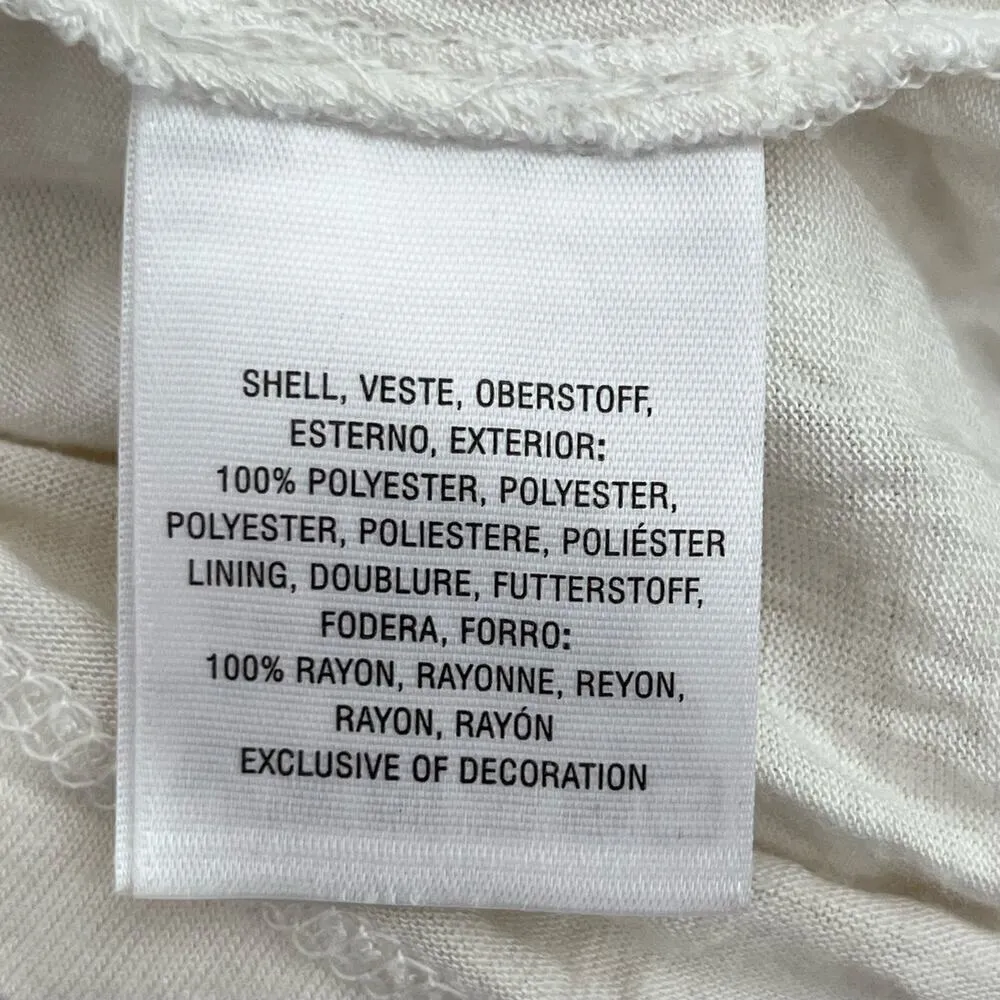 SHELL, VESTE, OBERSTOFF,
ESTERNO, EXTERIOR:
100% POLYESTER, POLYESTER,
POLYESTER, POLIESTERE, POLIÉSTER
LINING, DOUBLURE, FUTTERSTOFF,
FODERA, FORRO:
100% RAYON, RAYONNE, REYON,
RAYON, RAYÓN
EXCLUSIVE OF DECORATION